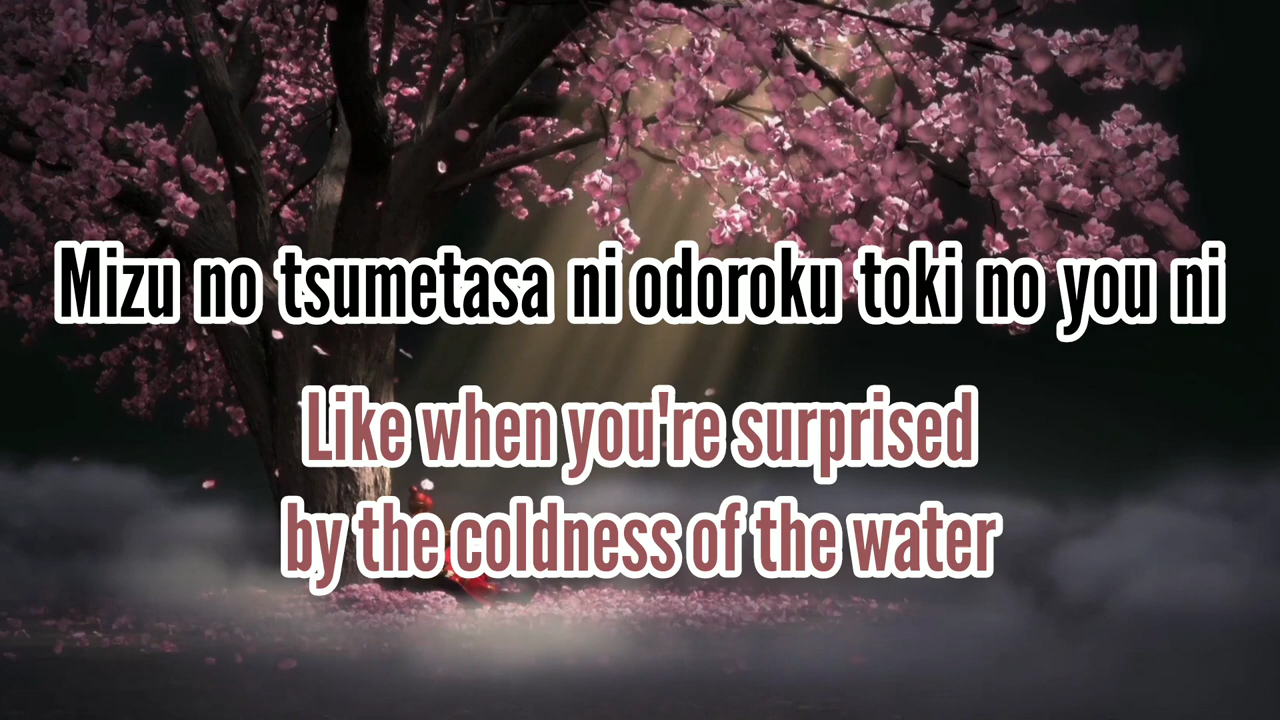 Mizu no tsumetasa ni odoroku toki no you ni
Like when you're surprised
by the coldness of the water